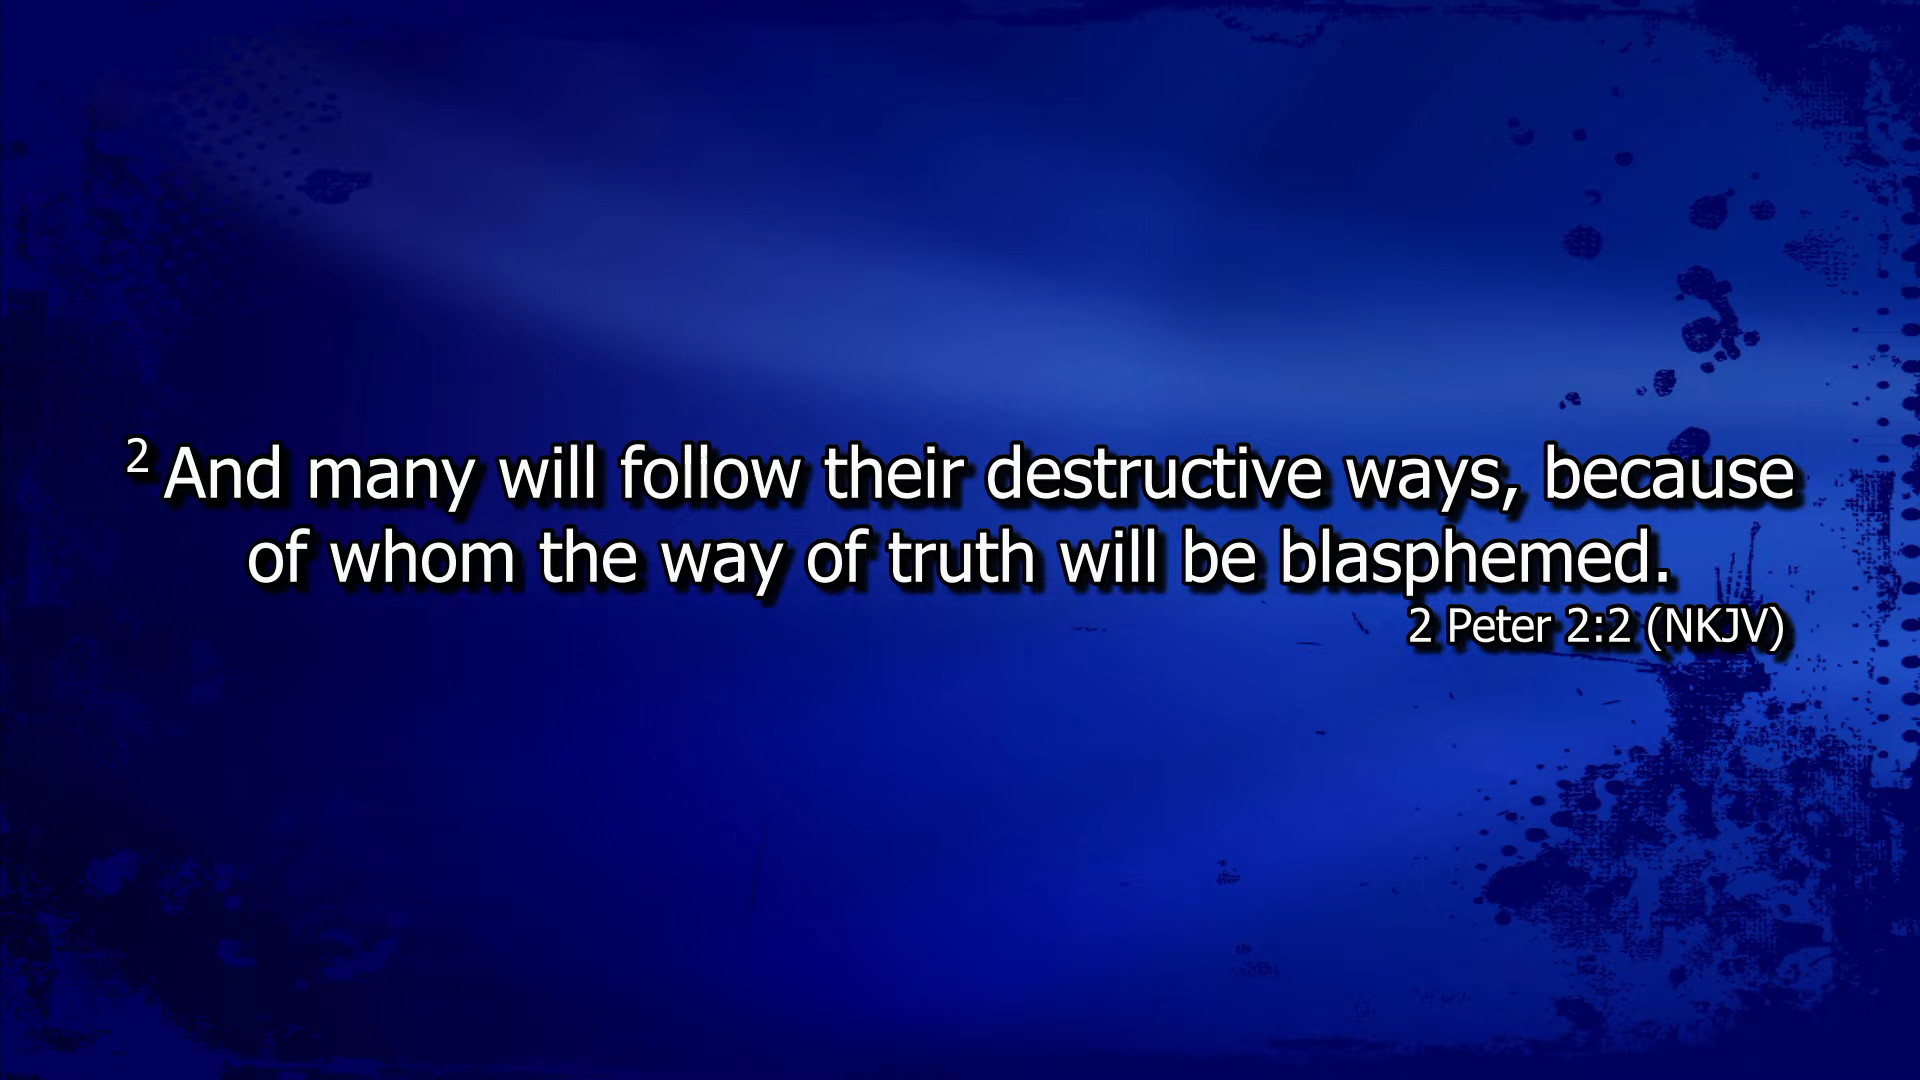 2 And many will follow their destructive ways, because
of whom the way of truth will be blasphemed.
2 Peter 2:2 (NKJV)